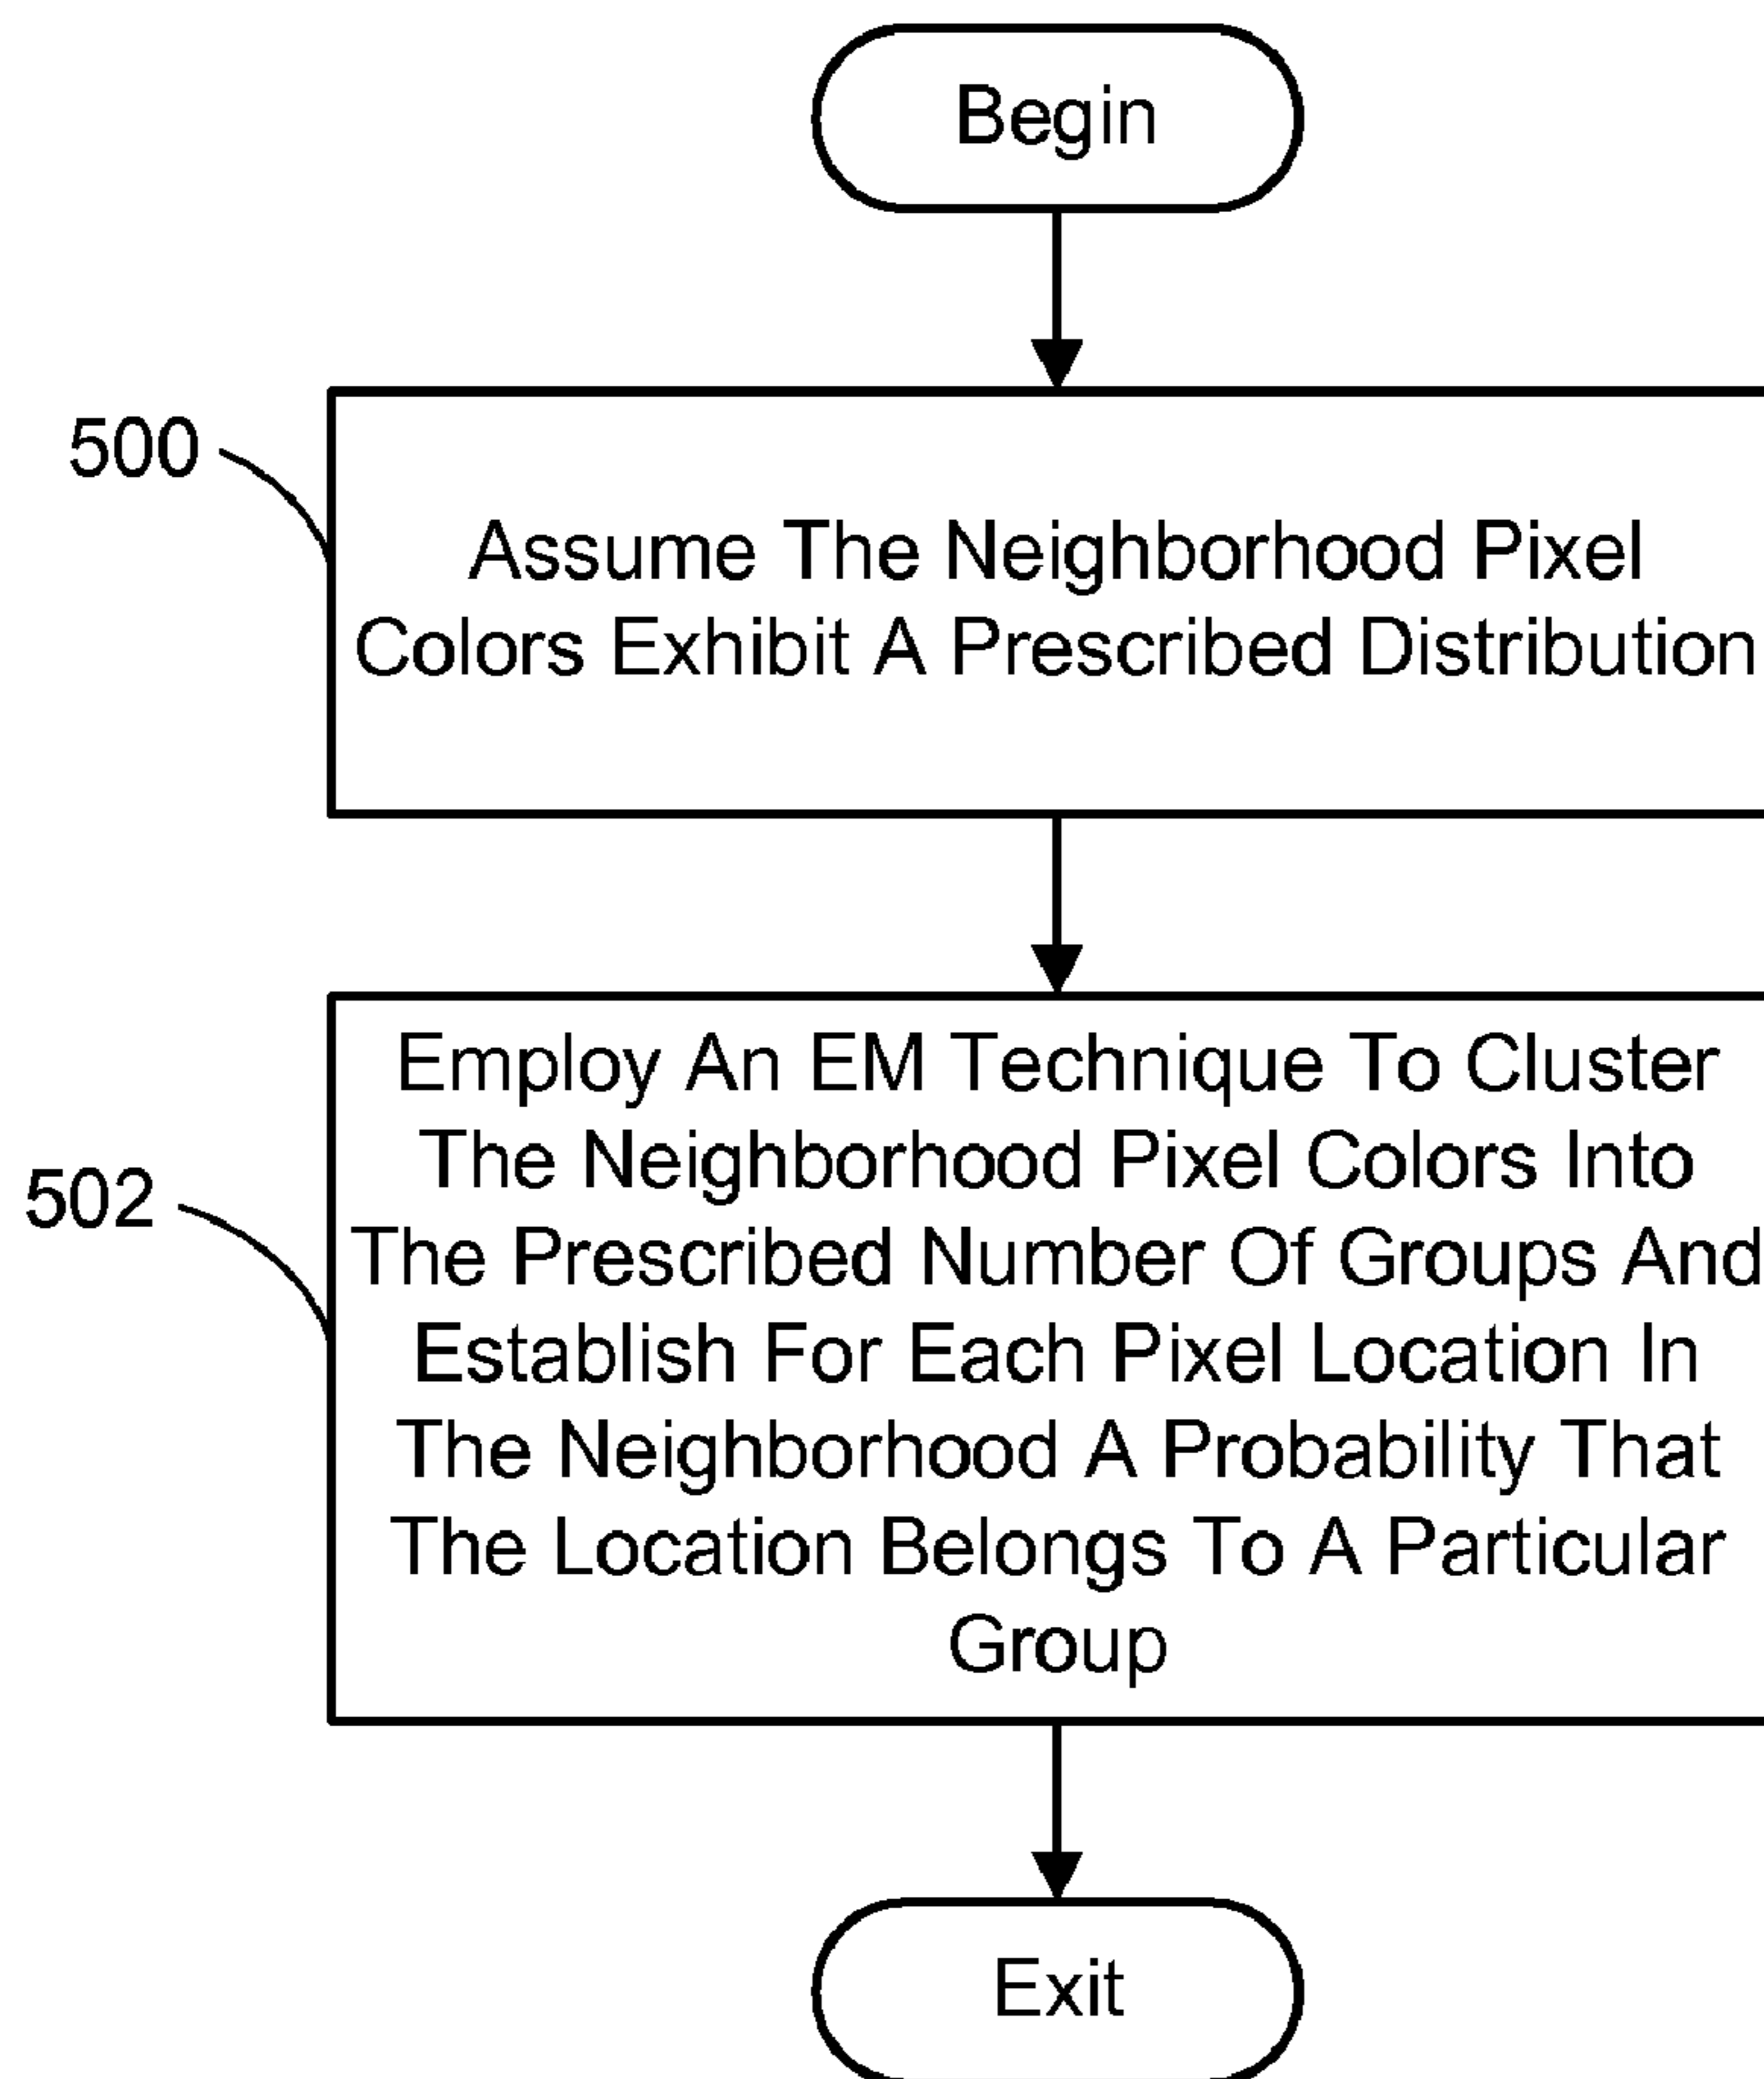 Begin
500
Assume The Neighborhood Pixel
Colors Exhibit A Prescribed Distribution
Employ An EM Technique To Cluster
The Neighborhood Pixel Colors Into
502
The Prescribed Number Of Groups And
Establish For Each Pixel Location In
The Neighborhood A Probability That
The Location Belongs To A Particular
Group
Exit